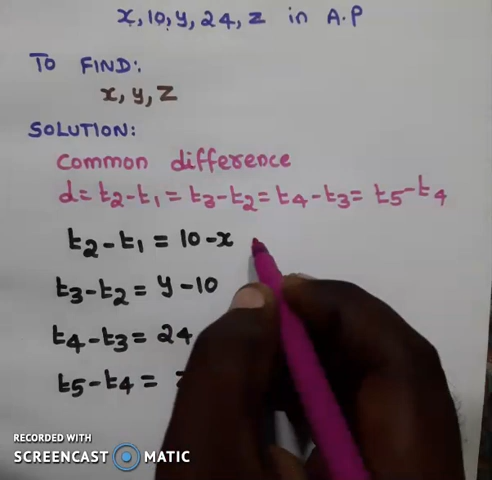 x, 10, y, 24, z in A.P
TO FIND:
x, y, z
SOLUTION:
Common difference
d = t2 - t1 = t3 - t2 = t4 - t3 = t5 - t4
t2 - t1 = 10 - x
t3 - t2 = y - 10
t4 - t3 = 24
t5 - t4 =
RECORDED WITH
SCREENCAST MATIC